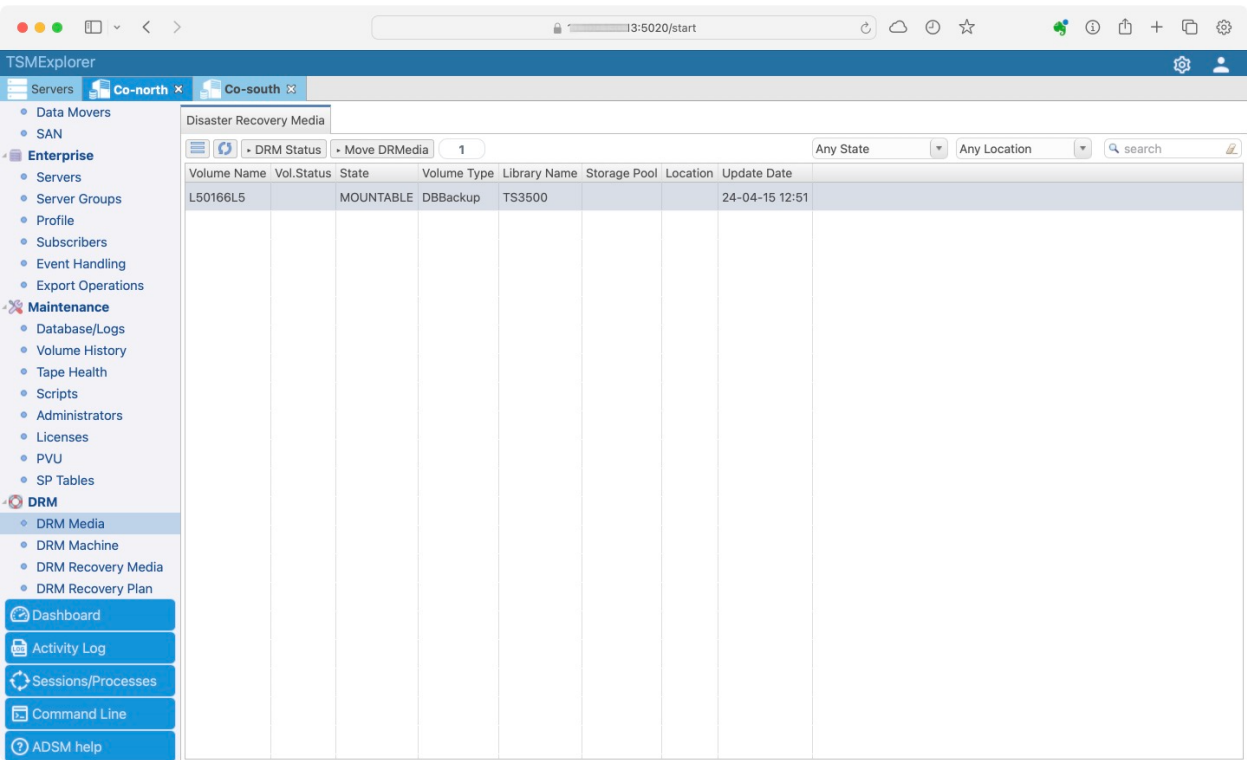 13:5020/start
TSMExplorer
Servers Co-north Co-south
Data Movers
SAN
Enterprise
Servers
Server Groups
Profile
Subscribers
Event Handling
Export Operations
Maintenance
Database/Logs
Volume History
Tape Health
Scripts
Administrators
Licenses
PVU
SP Tables
DRM
DRM Media
DRM Machine
DRM Recovery Media
DRM Recovery Plan
Dashboard
LOG Activity Log
Sessions/Processes
Command Line
? ADSM help
Disaster Recovery Media
DRM Status Move DRMedia 1 Any State Any Location search
Volume Name Vol.Status State Volume Type Library Name Storage Pool Location Update Date
L50166L5 MOUNTABLE DBBackup TS3500 24-04-15 12:51